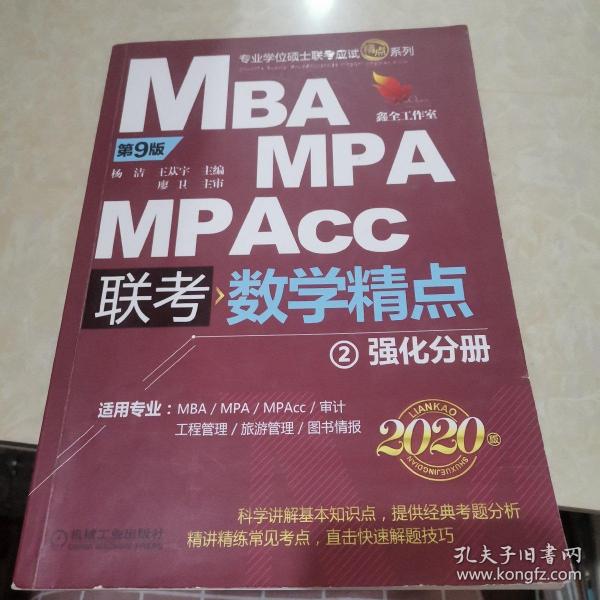 专业学位硕士联考应试精点系列
MBA
鑫全工作室
第9版
杨洁 王苁宇 主编
廖卫 主审
MPA
MPAcc
联考 数学精点
② 强化分册
适用专业：MBA / MPA / MPAcc / 审计
工程管理 / 旅游管理 / 图书情报
LIANKAO
2020版
SHUXUEJINGDIAN
科学讲解基本知识点，提供经典考题分析
精讲精练常见考点，直击快速解题技巧
机械工业出版社
孔夫子旧书网
www.kongfz.com